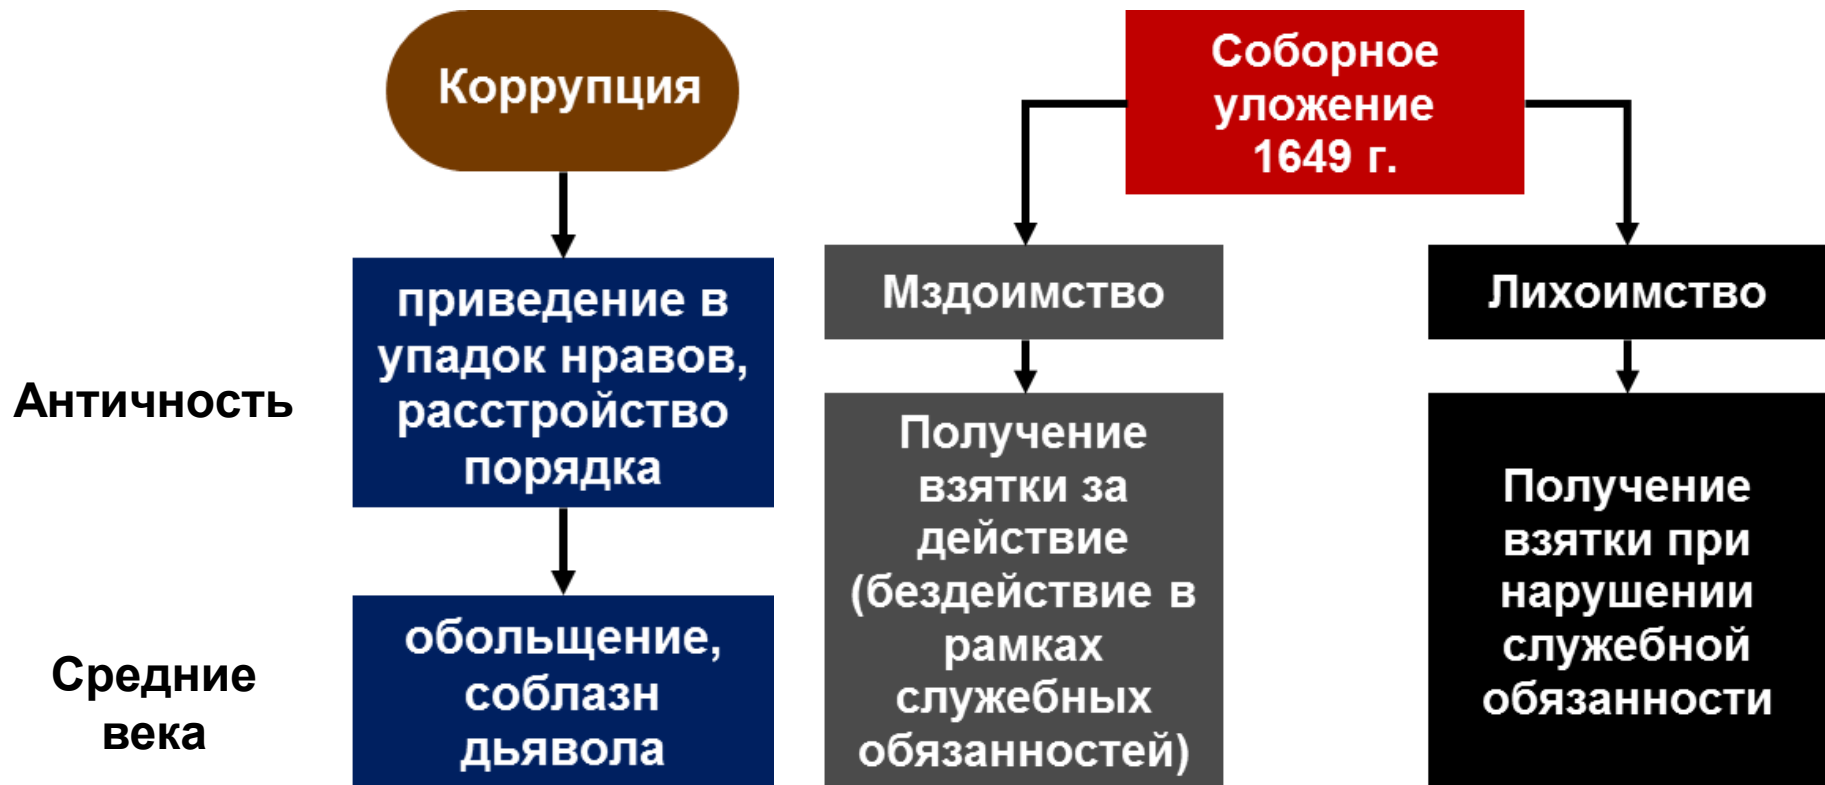 Коррупция
Античность
приведение в
упадок нравов,
расстройство
порядка
Средние
века
обольщение,
соблазн
дьявола
Соборное
уложение
1649 г.
Мздоимство
Получение
взятки за
действие
(бездействие в
рамках
служебных
обязанностей)
Лихоимство
Получение
взятки при
нарушении
служебной
обязанности